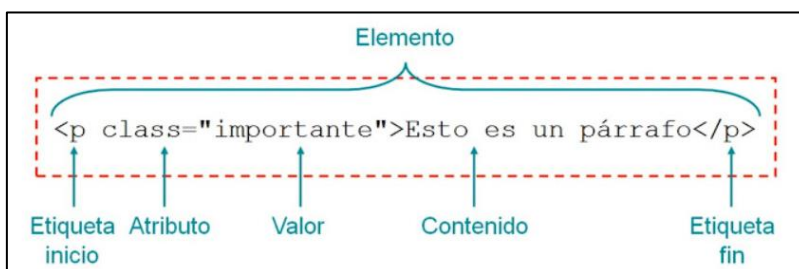 Elemento
<p class="importante">Esto es un párrafo</p>
Etiqueta inicio
Atributo
Valor
Contenido
Etiqueta fin